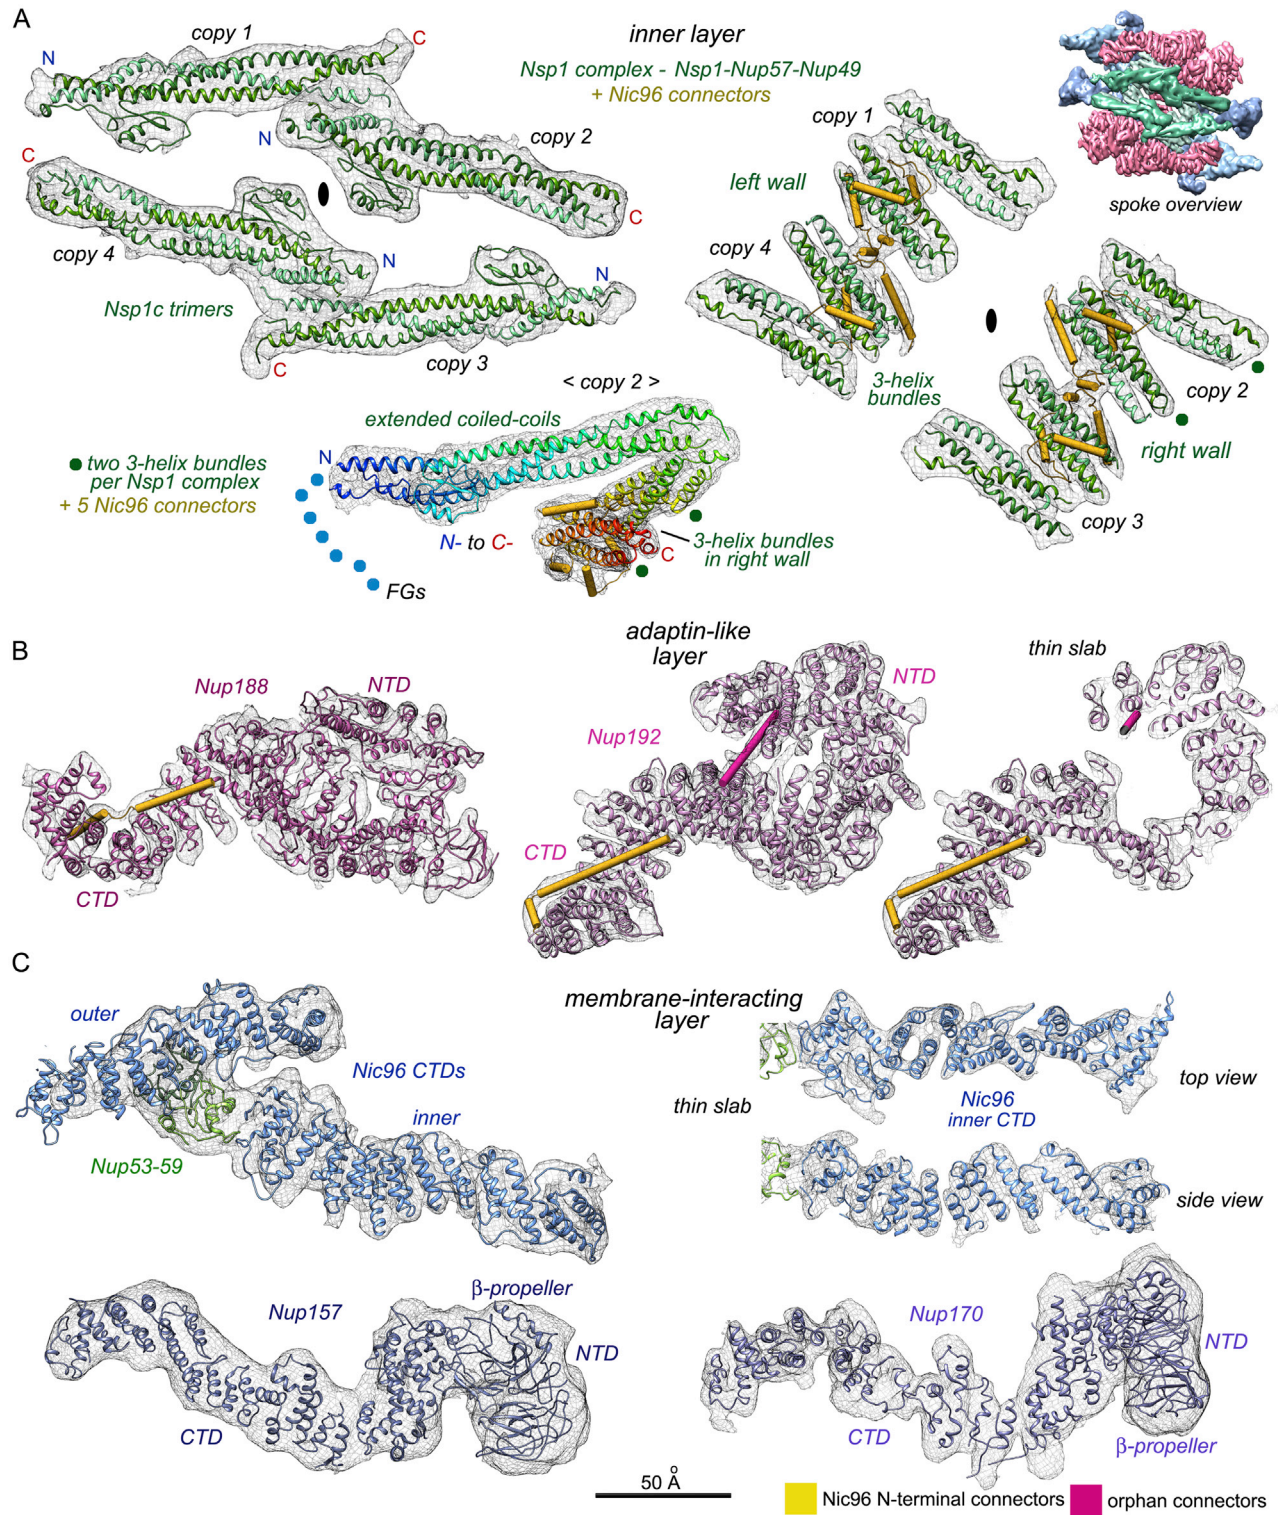 A
inner layer
Nsp1 complex - Nsp1-Nup57-Nup49
+ Nic96 connectors
copy 1
N
C
copy 2
N
C
C
copy 4
N
N
Nsp1c trimers
copy 3
C
copy 1
left wall
copy 4
3-helix
bundles
copy 2
right wall
copy 3
spoke overview
< copy 2 >
extended coiled-coils
two 3-helix bundles
per Nsp1 complex
+ 5 Nic96 connectors
N
N- to C-
C
3-helix bundles
in right wall
FGs
B
adaptin-like
layer
thin slab
Nup188
NTD
CTD
Nup192
NTD
CTD
C
membrane-interacting
layer
outer
Nic96 CTDs
inner
Nup53-59
thin slab
Nic96
inner CTD
top view
side view
Nup157
β-propeller
NTD
CTD
Nup170
NTD
CTD
β-propeller
50 Å
Nic96 N-terminal connectors
orphan connectors